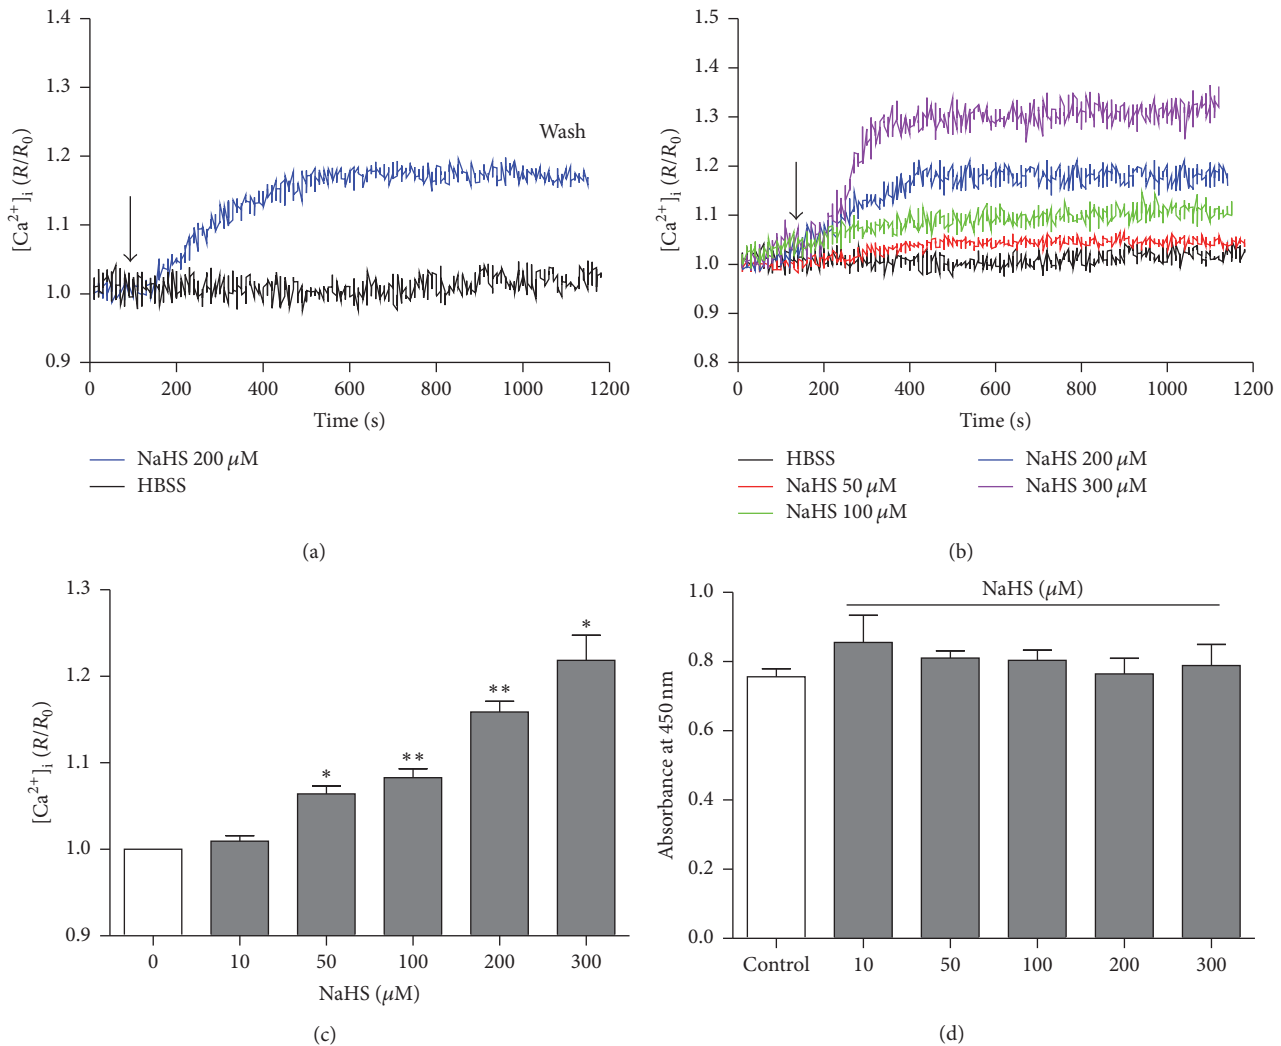 1.4
1.3
1.2
1.1
1.0
0.9
[Ca2+]i (R/R0)
Wash
0 200 400 600 800 1000 1200
Time (s)
NaHS 200 μM
HBSS
(a)
1.5
1.4
1.3
1.2
1.1
1.0
0.9
0.8
[Ca2+]i (R/R0)
0 200 400 600 800 1000 1200
Time (s)
HBSS
NaHS 50 μM
NaHS 100 μM
NaHS 200 μM
NaHS 300 μM
(b)
1.3
1.2
1.1
1.0
0.9
[Ca2+]i (R/R0)
* ** ** *
0 10 50 100 200 300
NaHS (μM)
(c)
NaHS (μM)
1.0
0.8
0.6
0.4
0.2
0.0
Absorbance at 450 nm
Control 10 50 100 200 300
(d)